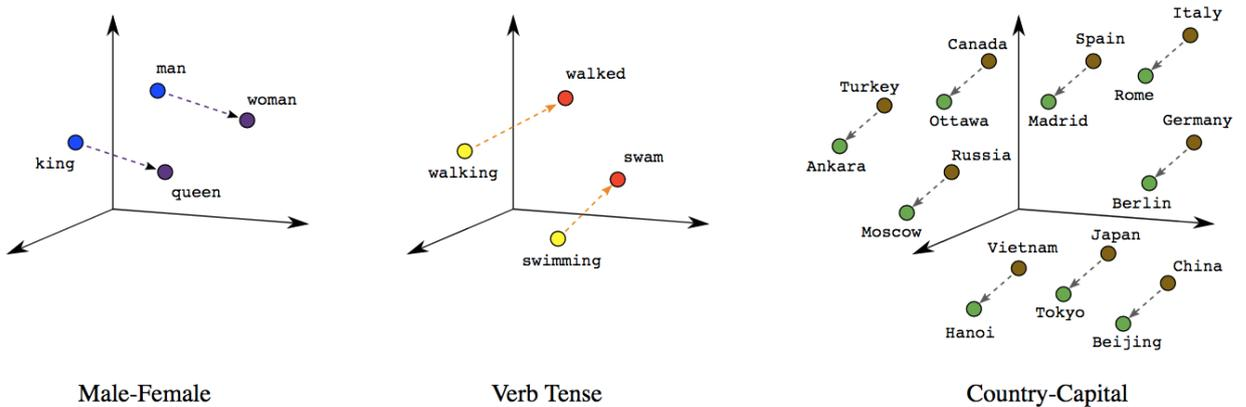 man
woman
king
queen
Male-Female
walked
walking
swam
swimming
Verb Tense
Italy
Spain
Canada
Rome
Turkey
Ottawa
Madrid
Germany
Ankara
Russia
Berlin
Moscow
Japan
Vietnam
China
Tokyo
Hanoi
Beijing
Country-Capital